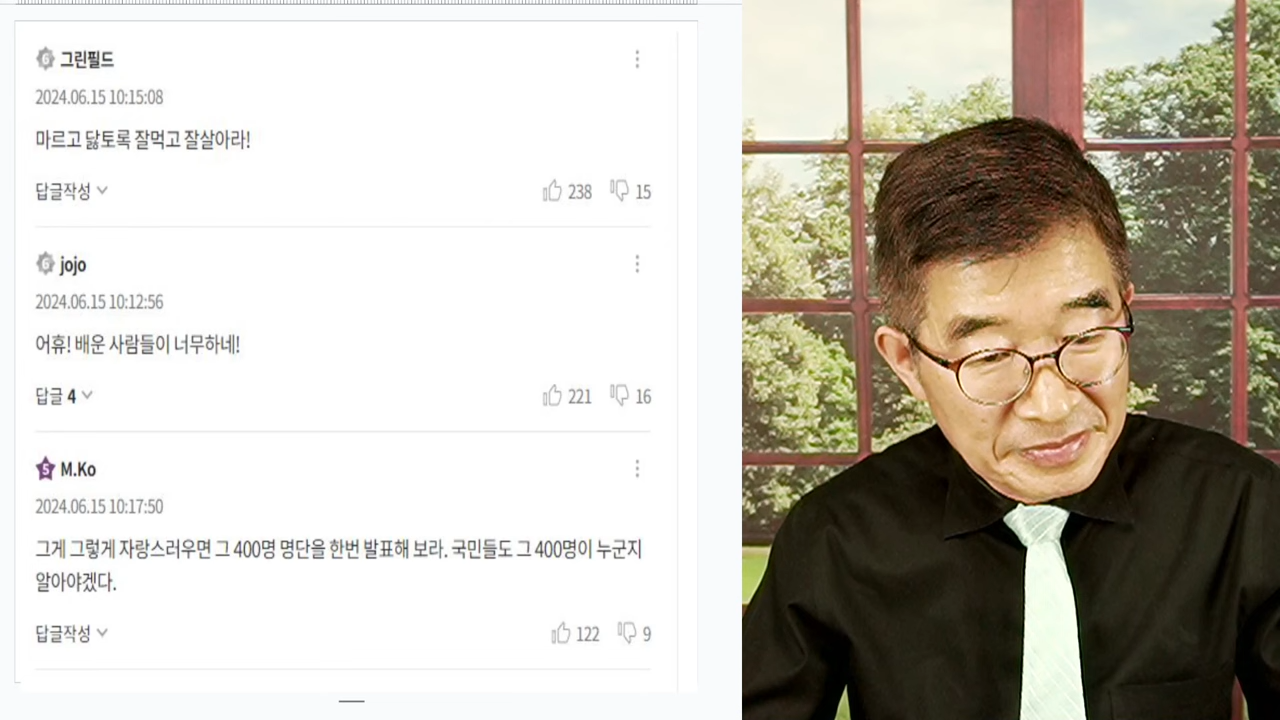 6 그린필드
2024.06.15 10:15:08
마르고 닳토록 잘먹고 잘살아라!
답글작성 238 15
6 jojo
2024.06.15 10:12:56
어휴! 배운 사람들이 너무하네!
답글 4 221 16
5 M.Ko
2024.06.15 10:17:50
그게 그렇게 자랑스러우면 그 400명 명단을 한번 발표해 보라. 국민들도 그 400명이 누군지
알아야겠다.
답글작성 122 9